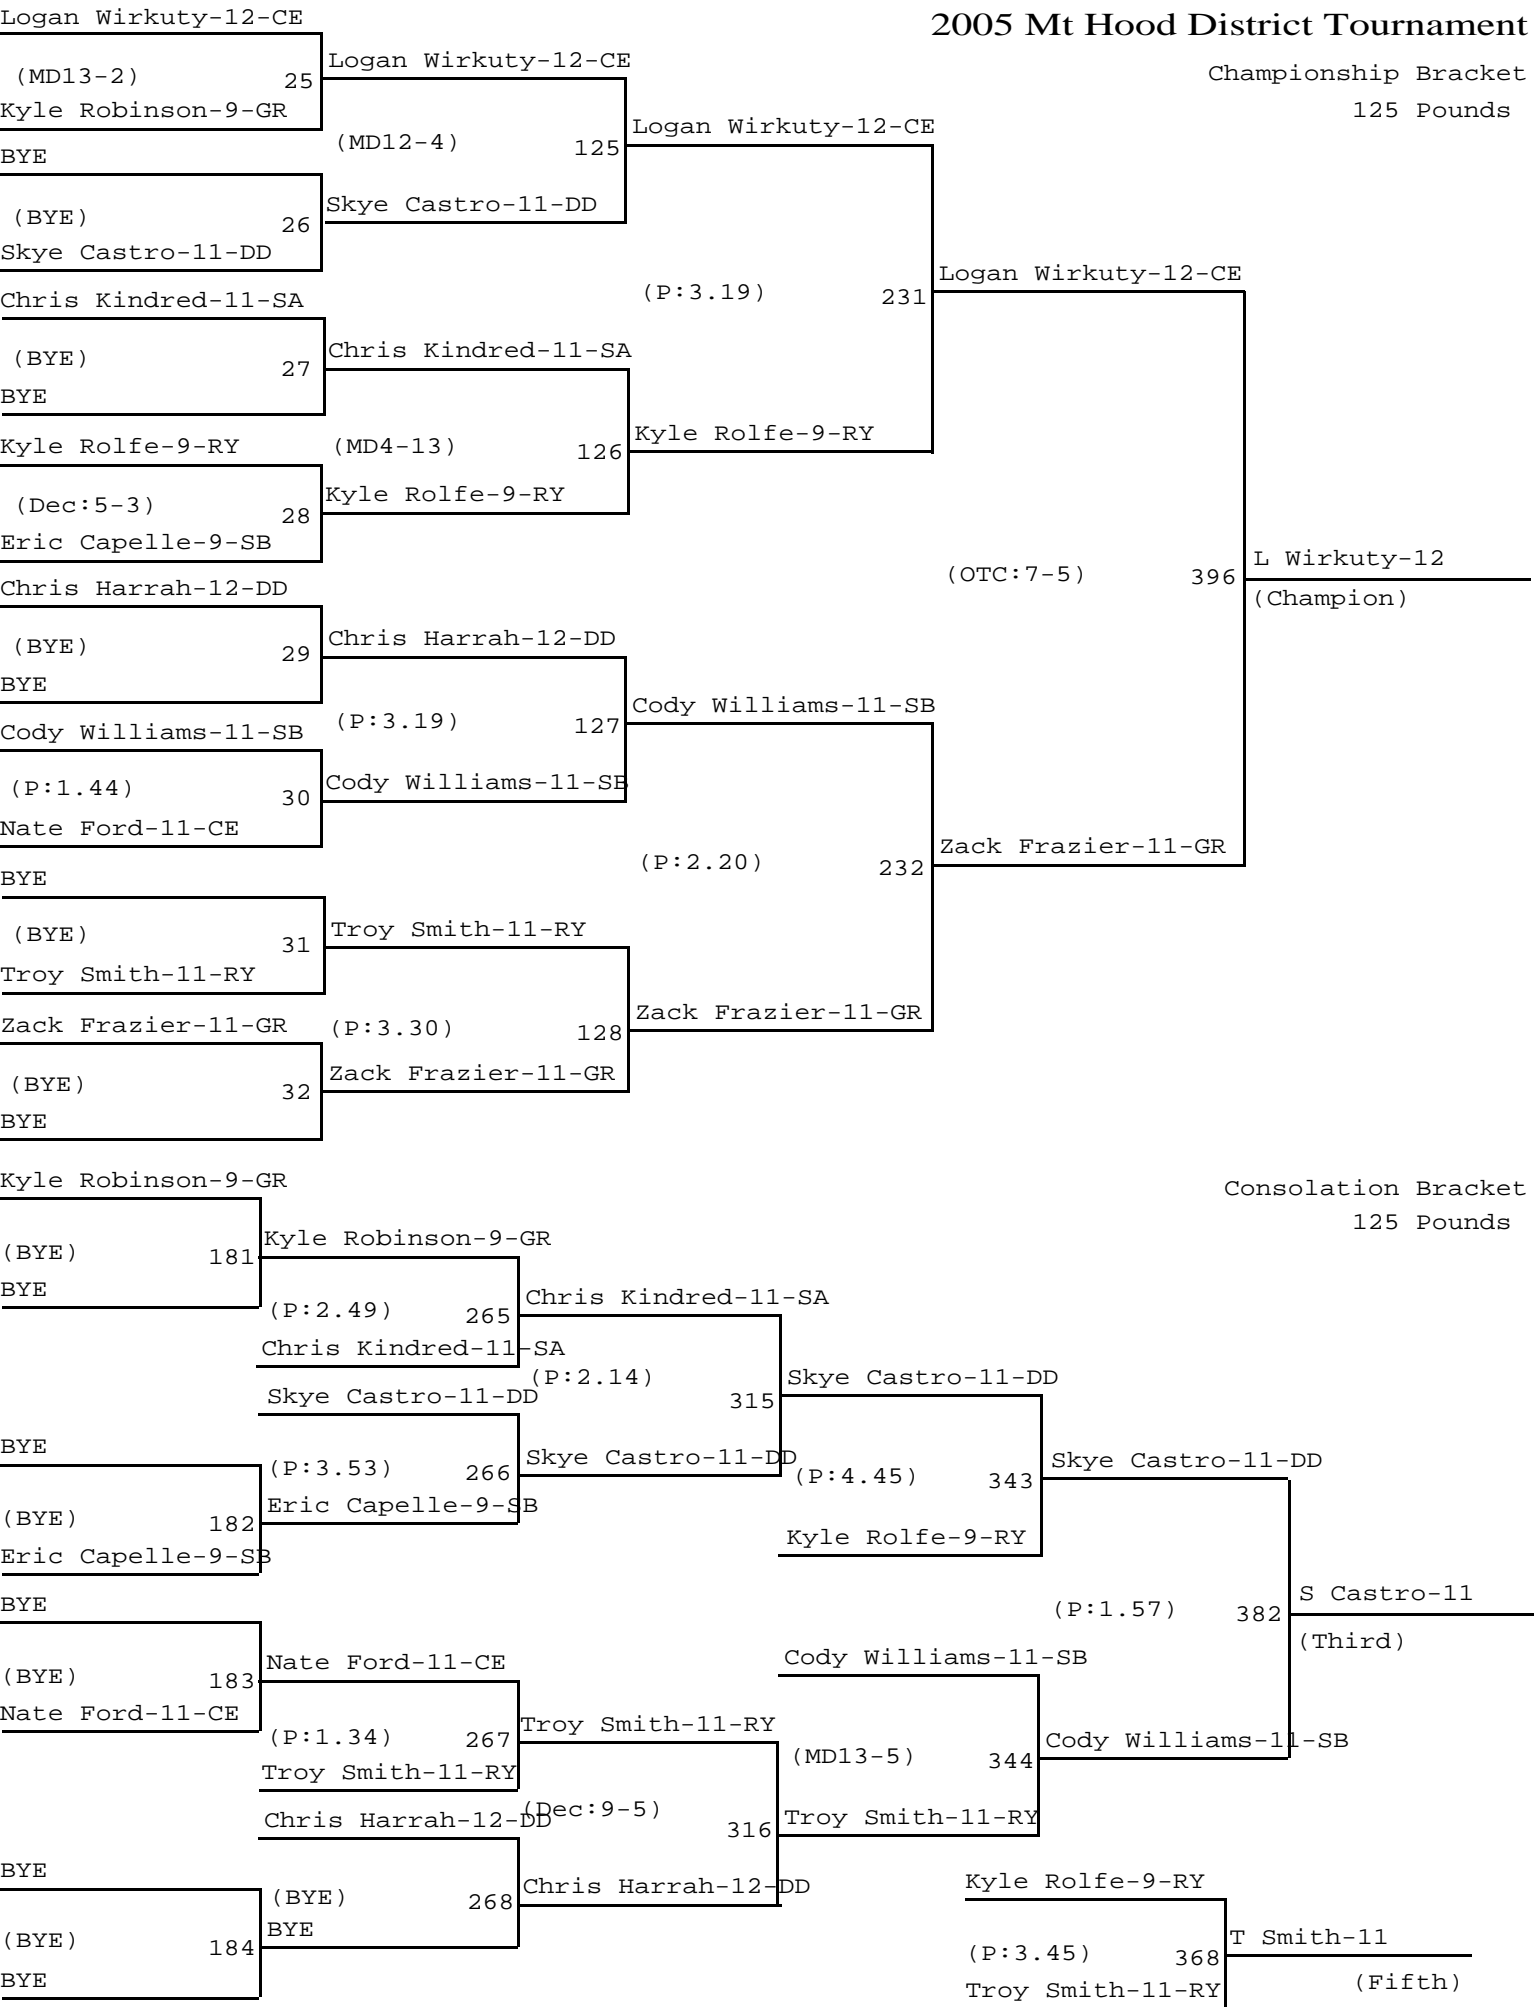 2005 Mt Hood District Tournament
Championship Bracket
125 Pounds
Logan Wirkuty-12-CE
(MD13-2) 25
Kyle Robinson-9-GR
BYE
(BYE) 26
Skye Castro-11-DD
Chris Kindred-11-SA
(BYE) 27
BYE
Kyle Rolfe-9-RY
(Dec:5-3) 28
Eric Capelle-9-SB
Chris Harrah-12-DD
(BYE) 29
BYE
Cody Williams-11-SB
(P:1.44) 30
Nate Ford-11-CE
BYE
(BYE) 31
Troy Smith-11-RY
Zack Frazier-11-GR
(BYE) 32
BYE
Logan Wirkuty-12-CE
(MD12-4) 125
Skye Castro-11-DD
Chris Kindred-11-SA
(MD4-13) 126
Kyle Rolfe-9-RY
Chris Harrah-12-DD
(P:3.19) 127
Cody Williams-11-SB
Troy Smith-11-RY
(P:3.30) 128
Zack Frazier-11-GR
Logan Wirkuty-12-CE
(P:3.19) 231
Kyle Rolfe-9-RY
Cody Williams-11-SB
(P:2.20) 232
Zack Frazier-11-GR
Logan Wirkuty-12-CE
(OTC:7-5) 396
Zack Frazier-11-GR
L Wirkuty-12
(Champion)
Consolation Bracket
125 Pounds
Kyle Robinson-9-GR
(BYE) 181
BYE
BYE
(BYE) 182
Eric Capelle-9-SB
BYE
(BYE) 183
Nate Ford-11-CE
BYE
(BYE) 184
BYE
Kyle Robinson-9-GR
(P:2.49) 265
Chris Kindred-11-SA
Skye Castro-11-DD
(P:3.53) 266
Eric Capelle-9-SB
Nate Ford-11-CE
(P:1.34) 267
Troy Smith-11-RY
Chris Harrah-12-DD
(BYE) 268
BYE
Chris Kindred-11-SA
(P:2.14) 315
Skye Castro-11-DD
Troy Smith-11-RY
(Dec:9-5) 316
Chris Harrah-12-DD
Skye Castro-11-DD
(P:4.45) 343
Kyle Rolfe-9-RY
Cody Williams-11-SB
(MD13-5) 344
Troy Smith-11-RY
Skye Castro-11-DD
(P:1.57) 382
Cody Williams-11-SB
S Castro-11
(Third)
Kyle Rolfe-9-RY
(P:3.45) 368
Troy Smith-11-RY
T Smith-11
(Fifth)